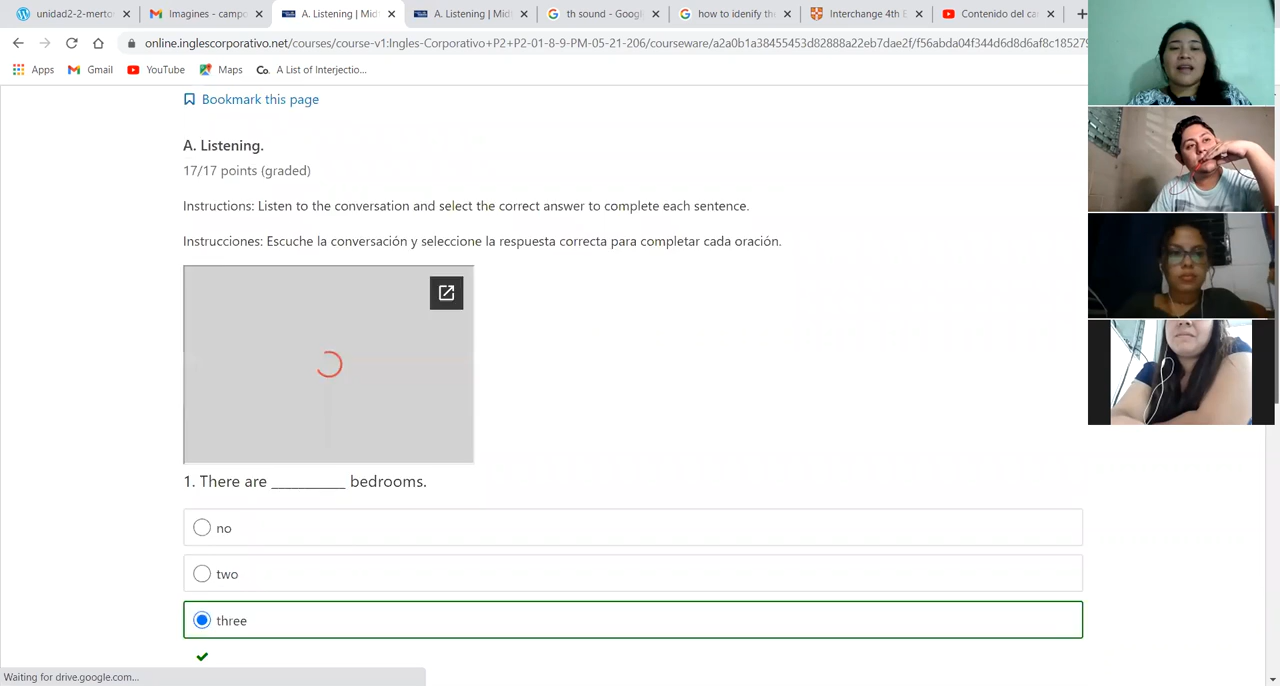 unidad2-2-merto
Imagines - campo
A. Listening | Mid
A. Listening | Mid
th sound - Goog
how to idenify th
Interchange 4th E
Contenido del ca
online.inglescorporativo.net/courses/course-v1:Ingles-Corporativo+P2+P2-01-8-9-PM-05-21-206/courseware/a2a0b1a38455453d82888a22eb7dae2f/f56abda04f344d6d8d6af8c185279
Apps
Gmail
YouTube
Maps
Co.
A List of Interjectio...
Bookmark this page
A. Listening.
17/17 points (graded)
Instructions: Listen to the conversation and select the correct answer to complete each sentence.
Instrucciones: Escuche la conversación y seleccione la respuesta correcta para completar cada oración.
1. There are __________ bedrooms.
no
two
three
Waiting for drive.google.com...